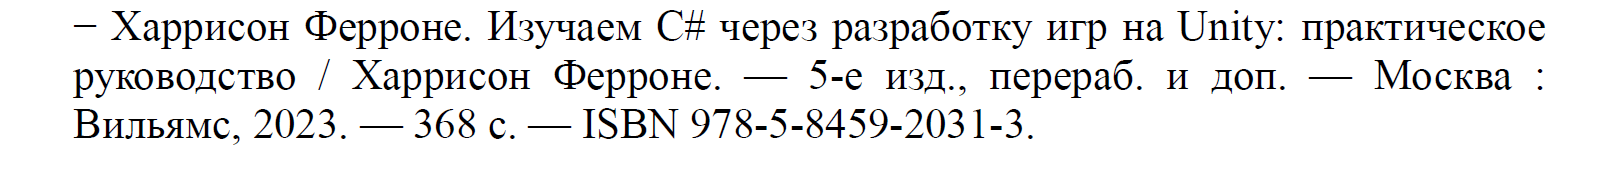 − Харрисон Ферроне. Изучаем C# через разработку игр на Unity: практическое
руководство / Харрисон Ферроне. — 5-е изд., перераб. и доп. — Москва :
Вильямс, 2023. — 368 с. — ISBN 978-5-8459-2031-3.